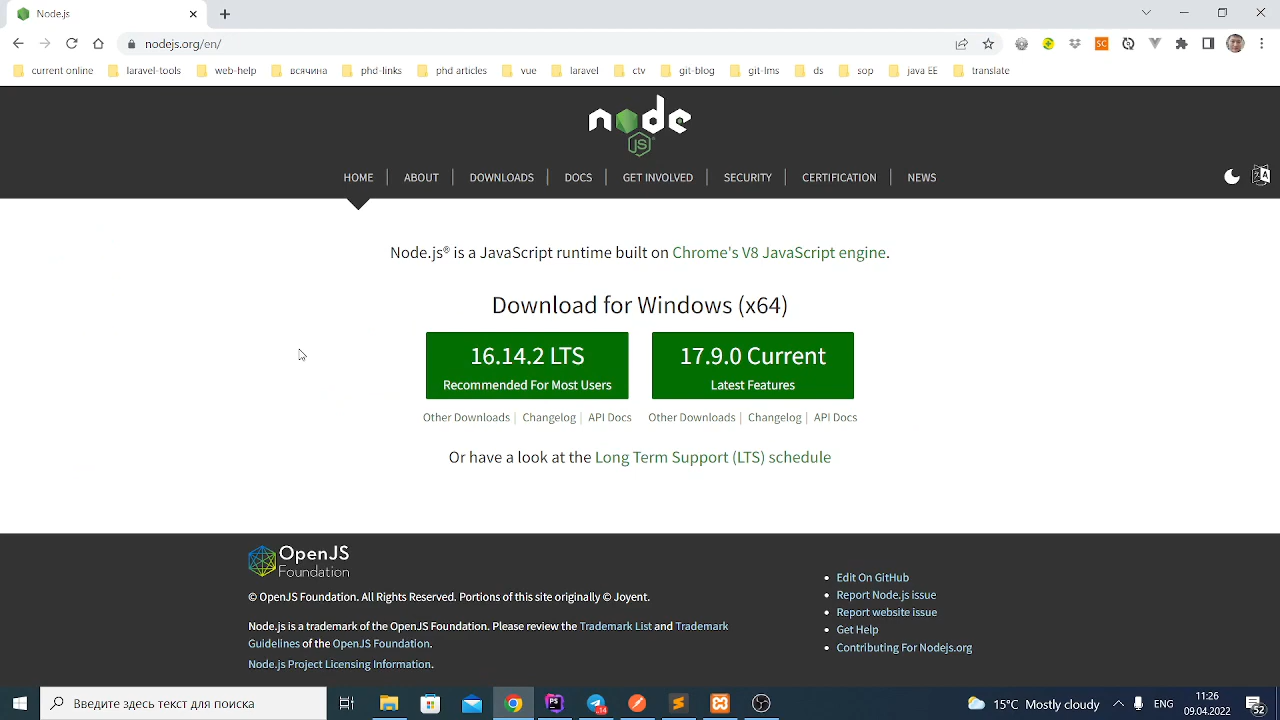 Node.js
nodejs.org/en/
current online laravel-tools web-help всячина phd-links phd articles vue laravel ctv git-blog git-lms ds sop java EE translate
SC
node
JS
HOME ABOUT DOWNLOADS DOCS GET INVOLVED SECURITY CERTIFICATION NEWS
Node.js® is a JavaScript runtime built on Chrome's V8 JavaScript engine.
Download for Windows (x64)
16.14.2 LTS
Recommended For Most Users
17.9.0 Current
Latest Features
Other Downloads | Changelog | API Docs
Other Downloads | Changelog | API Docs
Or have a look at the Long Term Support (LTS) schedule
OpenJS
Foundation
© OpenJS Foundation. All Rights Reserved. Portions of this site originally © Joyent.
Node.js is a trademark of the OpenJS Foundation. Please review the Trademark List and Trademark
Guidelines of the OpenJS Foundation.
Node.js Project Licensing Information.
Edit On GitHub
Report Node.js issue
Report website issue
Get Help
Contributing For Nodejs.org
Введите здесь текст для поиска
PS
14
15°C Mostly cloudy
ENG
11:26
09.04.2022
52